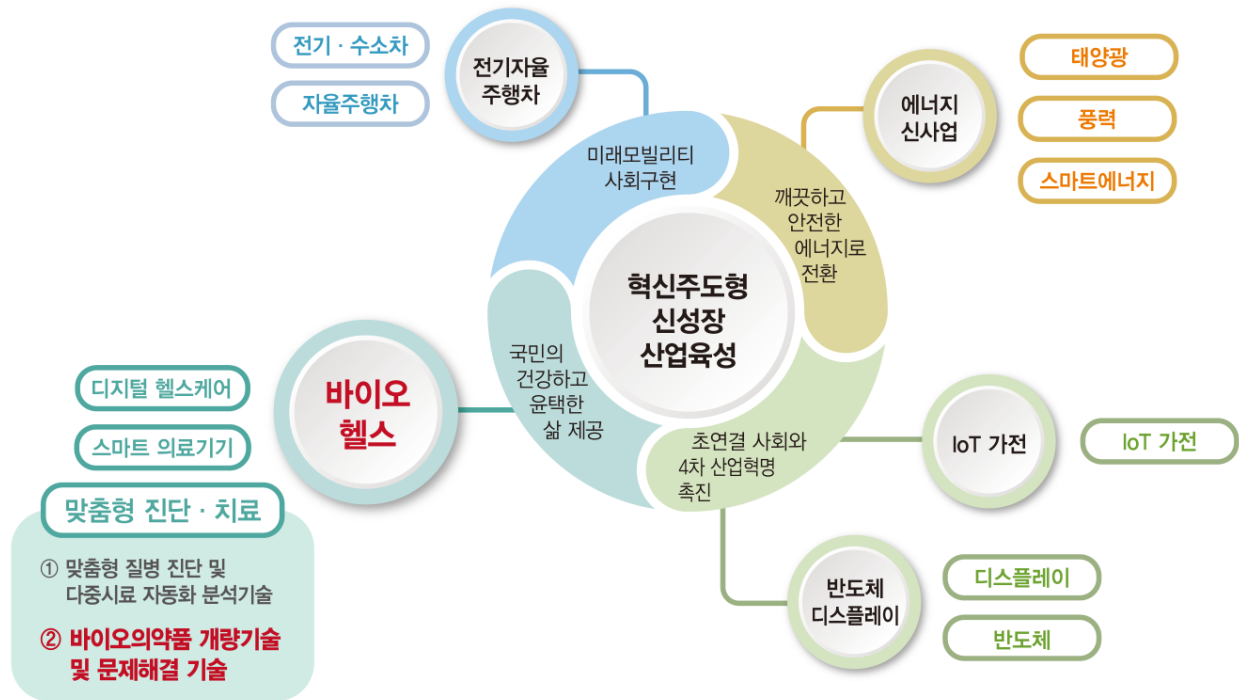 전기 · 수소차
자율주행차
전기자율
주행차
에너지
신사업
태양광
풍력
스마트에너지
미래모빌리티
사회구현
깨끗하고
안전한
에너지로
전환
혁신주도형
신성장
산업육성
국민의
건강하고
윤택한
삶 제공
초연결 사회와
4차 산업혁명
촉진
바이오
헬스
디지털 헬스케어
스마트 의료기기
맞춤형 진단 · 치료
① 맞춤형 질병 진단 및
다중시료 자동화 분석기술
② 바이오의약품 개량기술
및 문제해결 기술
IoT 가전
IoT 가전
반도체
디스플레이
디스플레이
반도체